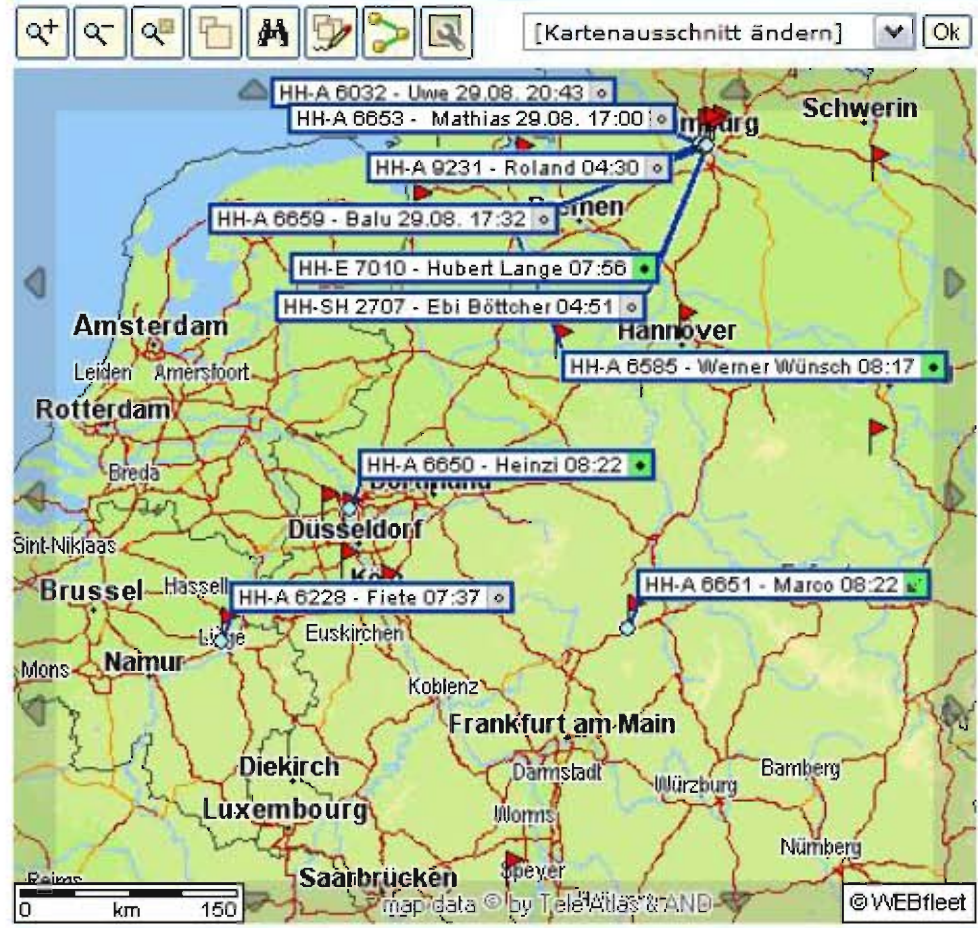 [Kartenausschnitt ändern]
Ok
HH-A 6032 - Uwe 29.08. 20:43
HH-A 6653 - Mathias 29.08. 17:00
Schwerin
HH-A 9231 - Roland 04:30
HH-A 6659 - Balu 29.08. 17:32
HH-E 7010 - Hubert Lange 07:56
HH-SH 2707 - Ebi Böttcher 04:51
Amsterdam
Hannover
Leiden
Amersfoort
HH-A 6585 - Werner Wünsch 08:17
Rotterdam
Breda
HH-A 6650 - Heinzi 08:22
Düsseldorf
Sint-Niklaas
Brussel
HH-A 6228 - Fiete 07:37
HH-A 6651 - Marco 08:22
Euskirchen
Mons
Namur
Koblenz
Frankfurt am Main
Diekirch
Darmstadt
Würzburg
Bamberg
Luxembourg
Worms
Nürnberg
Saarbrücken
Speyer
Reims
0 km 150
map data © by Tele Atlas & AND
© WEBfleet